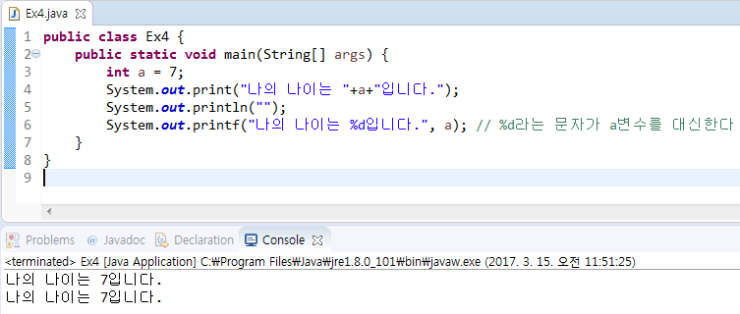 Ex4.java
1 public class Ex4 {
2 public static void main(String[] args) {
3 int a = 7;
4 System.out.print("나의 나이는 "+a+"입니다.");
5 System.out.println("");
6 System.out.printf("나의 나이는 %d입니다.", a); // %d라는 문자가 a변수를 대신한다
7 }
8 }
9
Problems @ Javadoc Declaration Console
<terminated> Ex4 [Java Application] C:₩Program Files₩Java₩jre1.8.0_101₩bin₩javaw.exe (2017. 3. 15. 오전 11:51:25)
나의 나이는 7입니다.
나의 나이는 7입니다.